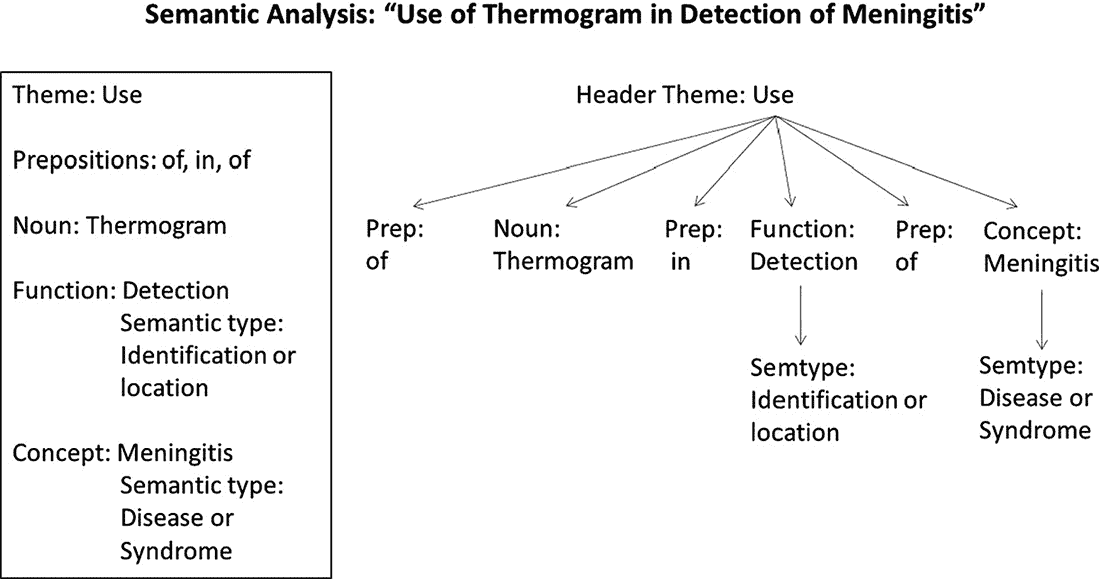 Semantic Analysis: “Use of Thermogram in Detection of Meningitis”
Theme: Use
Prepositions: of, in, of
Noun: Thermogram
Function: Detection
Semantic type:
Identification or
location
Concept: Meningitis
Semantic type:
Disease or
Syndrome
Header Theme: Use
Prep:
of
Noun:
Thermogram
Prep:
in
Function:
Detection
Prep:
of
Concept:
Meningitis
Semtype:
Identification or
location
Semtype:
Disease or
Syndrome